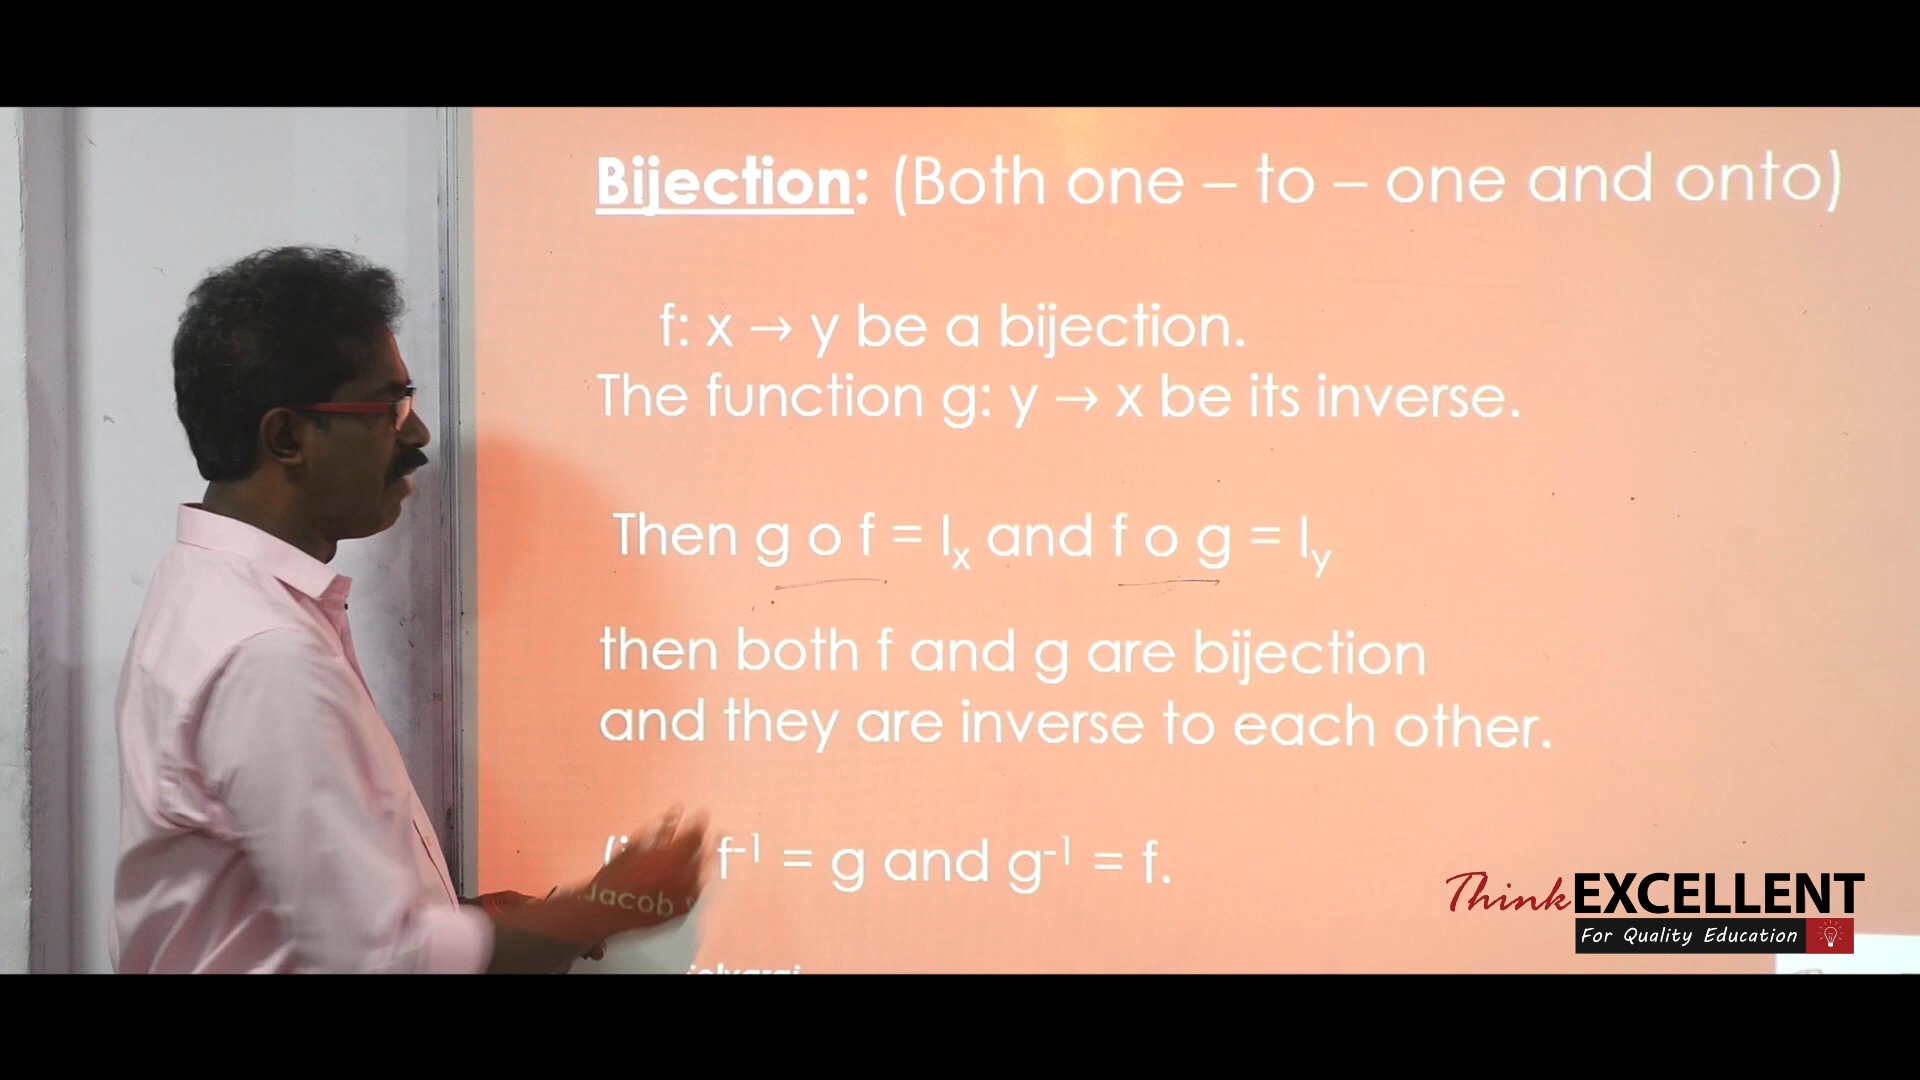 Bijection: (Both one – to – one and onto)
f: x → y be a bijection.
The function g: y → x be its inverse.
Then g o f = Iₓ and f o g = Iᵧ
then both f and g are bijection
and they are inverse to each other.
f⁻¹ = g and g⁻¹ = f.
Jacob
Think EXCELLENT
For Quality Education